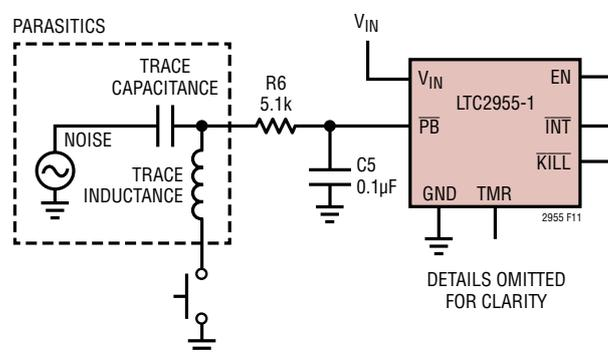 PARASITICS
TRACE
CAPACITANCE
NOISE
TRACE
INDUCTANCE
R6
5.1k
C5
0.1µF
VIN
VIN
EN
LTC2955-1
PB
INT
KILL
GND TMR
2955 F11
DETAILS OMITTED
FOR CLARITY